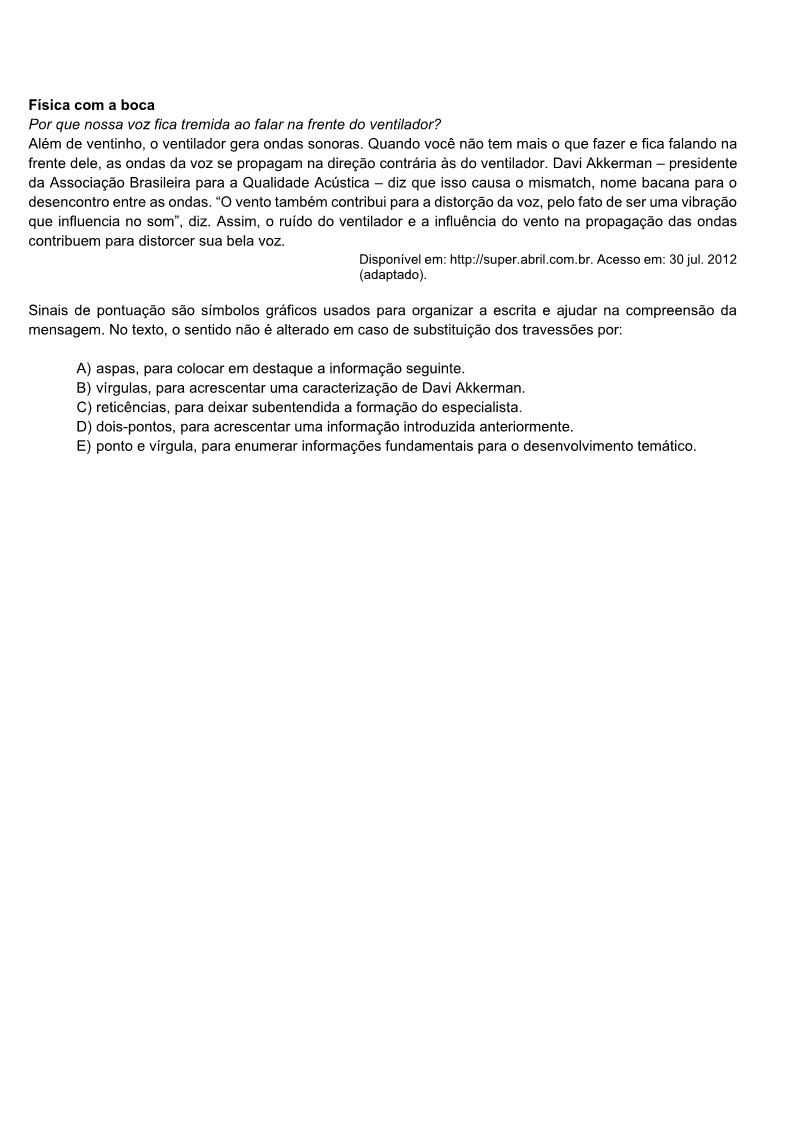 Física com a boca
Por que nossa voz fica tremida ao falar na frente do ventilador?
Além de ventinho, o ventilador gera ondas sonoras. Quando você não tem mais o que fazer e fica falando na
frente dele, as ondas da voz se propagam na direção contrária às do ventilador. Davi Akkerman – presidente
da Associação Brasileira para a Qualidade Acústica – diz que isso causa o mismatch, nome bacana para o
desencontro entre as ondas. “O vento também contribui para a distorção da voz, pelo fato de ser uma vibração
que influencia no som”, diz. Assim, o ruído do ventilador e a influência do vento na propagação das ondas
contribuem para distorcer sua bela voz.
Disponível em: http://super.abril.com.br. Acesso em: 30 jul. 2012
(adaptado).
Sinais de pontuação são símbolos gráficos usados para organizar a escrita e ajudar na compreensão da
mensagem. No texto, o sentido não é alterado em caso de substituição dos travessões por:
A) aspas, para colocar em destaque a informação seguinte.
B) vírgulas, para acrescentar uma caracterização de Davi Akkerman.
C) reticências, para deixar subentendida a formação do especialista.
D) dois-pontos, para acrescentar uma informação introduzida anteriormente.
E) ponto e vírgula, para enumerar informações fundamentais para o desenvolvimento temático.